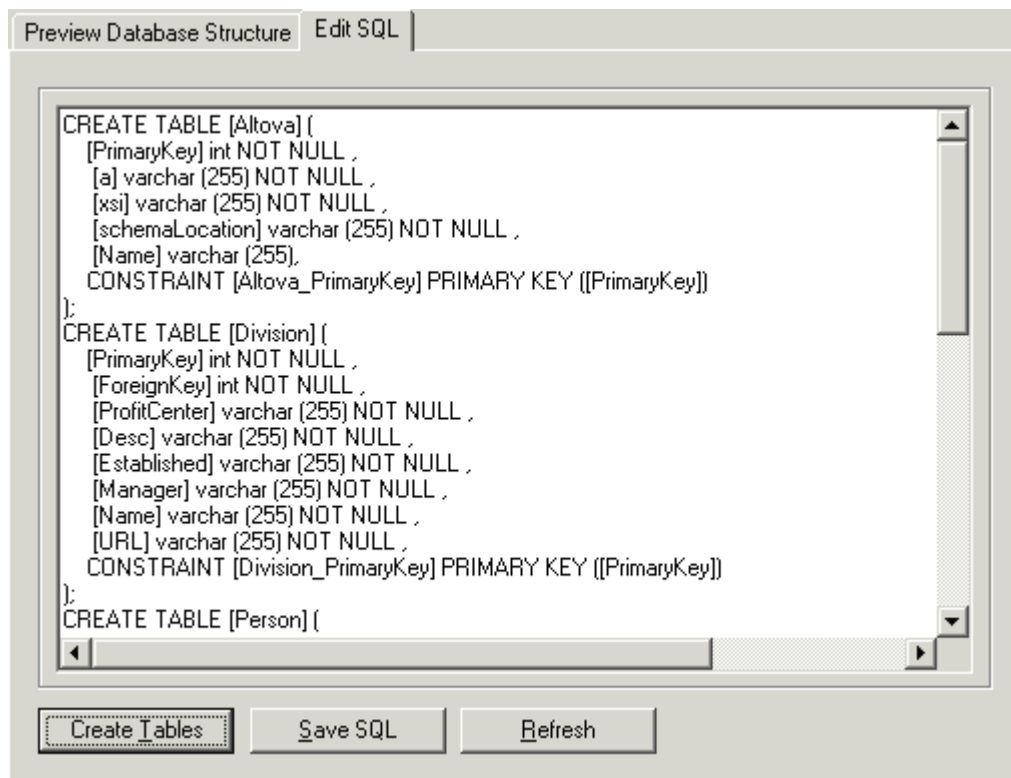 Preview Database Structure
Edit SQL
CREATE TABLE [Altova] (
[PrimaryKey] int NOT NULL ,
[a] varchar (255) NOT NULL ,
[xsi] varchar (255) NOT NULL ,
[schemaLocation] varchar (255) NOT NULL ,
[Name] varchar (255),
CONSTRAINT [Altova_PrimaryKey] PRIMARY KEY ([PrimaryKey])
);
CREATE TABLE [Division] (
[PrimaryKey] int NOT NULL ,
[ForeignKey] int NOT NULL ,
[ProfitCenter] varchar (255) NOT NULL ,
[Desc] varchar (255) NOT NULL ,
[Established] varchar (255) NOT NULL ,
[Manager] varchar (255) NOT NULL ,
[Name] varchar (255) NOT NULL ,
[URL] varchar (255) NOT NULL ,
CONSTRAINT [Division_PrimaryKey] PRIMARY KEY ([PrimaryKey])
);
CREATE TABLE [Person] (
Create Tables
Save SQL
Refresh